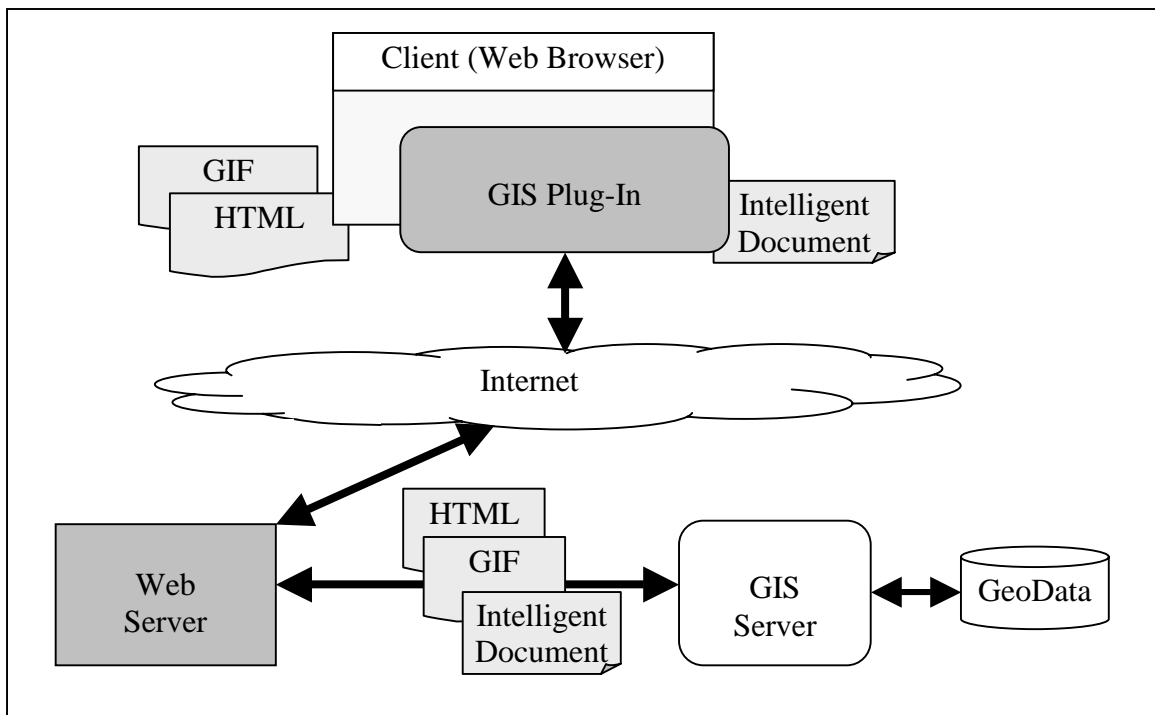 Client (Web Browser)
GIF
HTML
GIS Plug-In
Intelligent
Document
Internet
Web
Server
HTML
GIF
Intelligent
Document
GIS
Server
GeoData